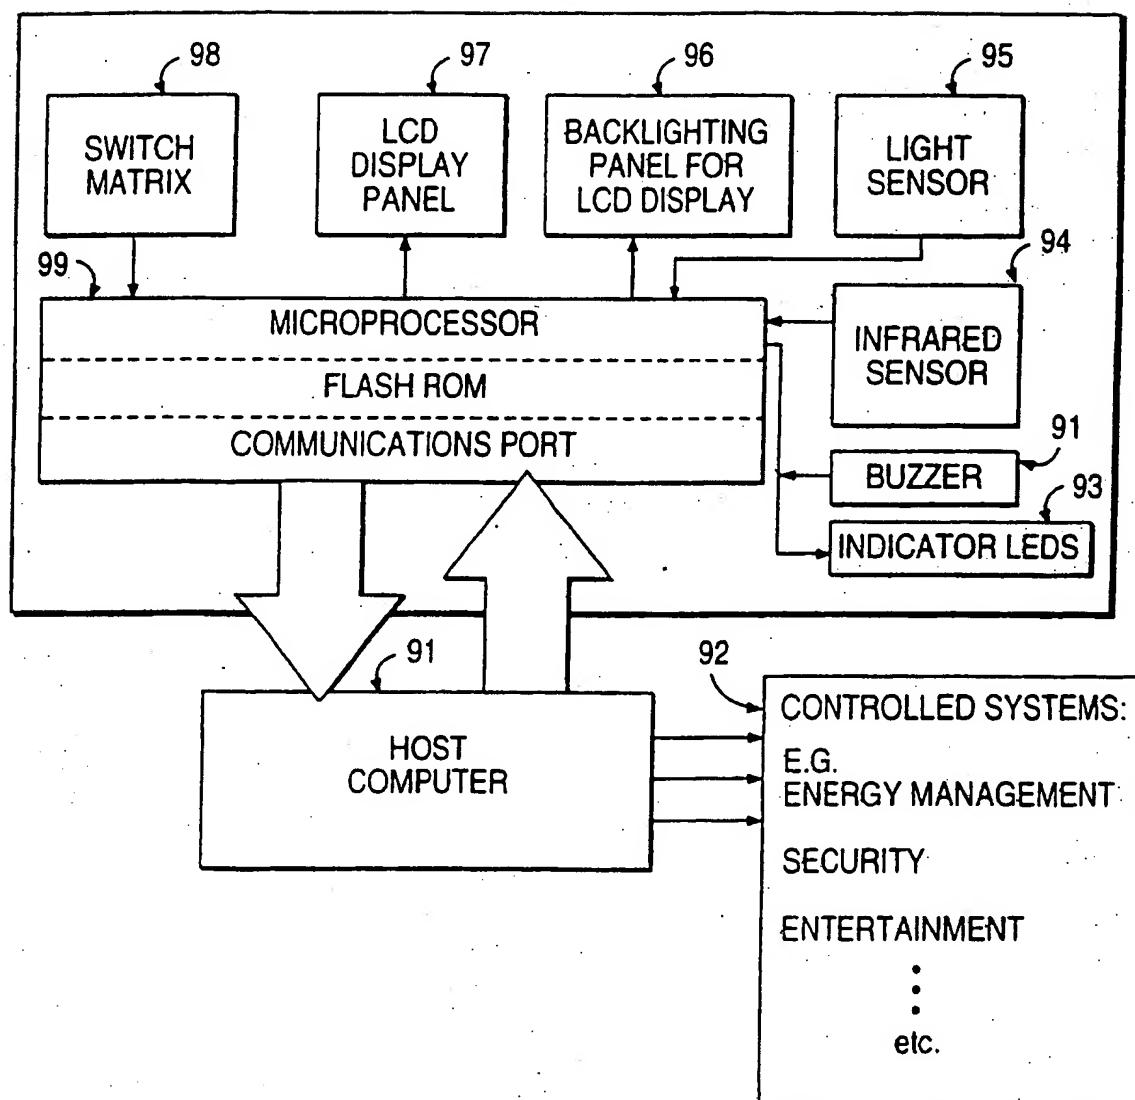 98
97
96
95
SWITCH
MATRIX
LCD
DISPLAY
PANEL
BACKLIGHTING
PANEL FOR
LCD DISPLAY
LIGHT
SENSOR
99
94
MICROPROCESSOR
FLASH ROM
COMMUNICATIONS PORT
INFRARED
SENSOR
91
BUZZER
93
INDICATOR LEDS
91
HOST
COMPUTER
92
CONTROLLED SYSTEMS:
E.G.
ENERGY MANAGEMENT
SECURITY
ENTERTAINMENT
etc.